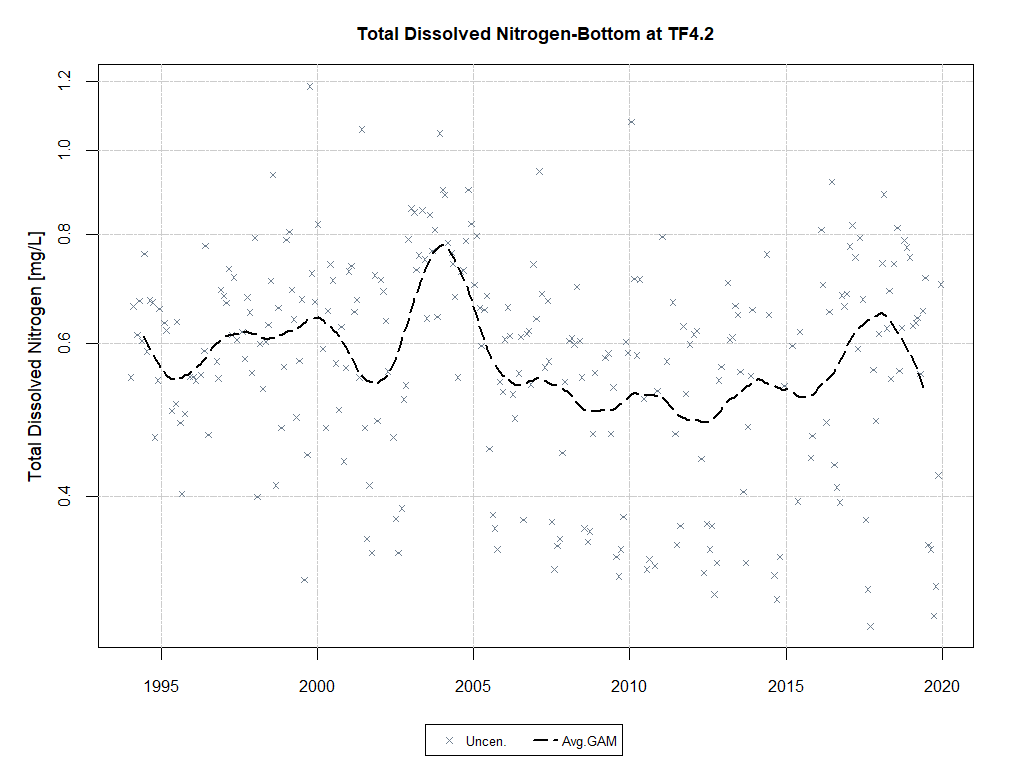 Total Dissolved Nitrogen-Bottom at TF4.2
Total Dissolved Nitrogen [mg/L]
1.2
1.0
0.8
0.6
0.4
1995 2000 2005 2010 2015 2020
Uncen. Avg.GAM